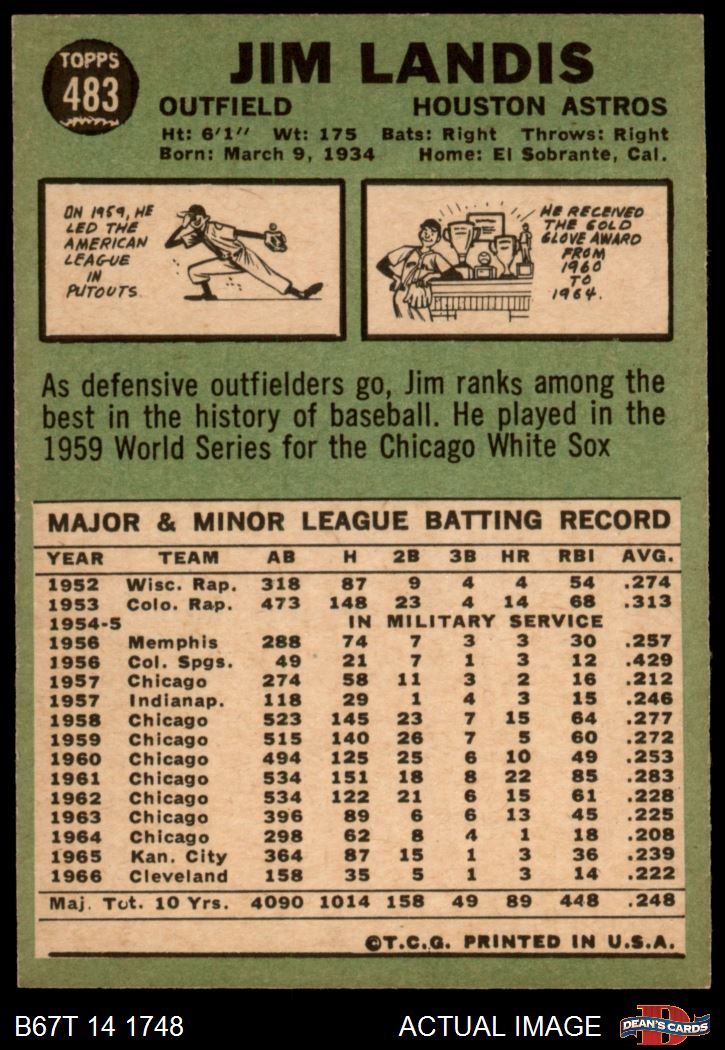 TOPPS
483
JIM LANDIS
OUTFIELD HOUSTON ASTROS
Ht: 6'1" Wt: 175 Bats: Right Throws: Right
Born: March 9, 1934 Home: El Sobrante, Cal.
ON 1959, HE
LED THE
AMERICAN
LEAGUE
IN
PUTOUTS.
HE RECEIVED
THE GOLD
GLOVE AWARD
FROM
1960
TO
1964.
As defensive outfielders go, Jim ranks among the
best in the history of baseball. He played in the
1959 World Series for the Chicago White Sox
MAJOR & MINOR LEAGUE BATTING RECORD
YEAR TEAM AB H 2B 3B HR RBI AVG.
1952 Wisc. Rap. 318 87 9 4 4 54 .274
1953 Colo. Rap. 473 148 23 4 14 68 .313
1954-5 IN MILITARY SERVICE
1956 Memphis 288 74 7 3 3 30 .257
1956 Col. Spgs. 49 21 7 1 3 12 .429
1957 Chicago 274 58 11 3 2 16 .212
1957 Indianap. 118 29 1 4 3 15 .246
1958 Chicago 523 145 23 7 15 64 .277
1959 Chicago 515 140 26 7 5 60 .272
1960 Chicago 494 125 25 6 10 49 .253
1961 Chicago 534 151 18 8 22 85 .283
1962 Chicago 534 122 21 6 15 61 .228
1963 Chicago 396 89 6 6 13 45 .225
1964 Chicago 298 62 8 4 1 18 .208
1965 Kan. City 364 87 15 1 3 36 .239
1966 Cleveland 158 35 5 1 3 14 .222
Maj. Tot. 10 Yrs. 4090 1014 158 49 89 448 .248
©T.C.G. PRINTED IN U.S.A.
B67T 14 1748 ACTUAL IMAGE D DEAN'S CARDS